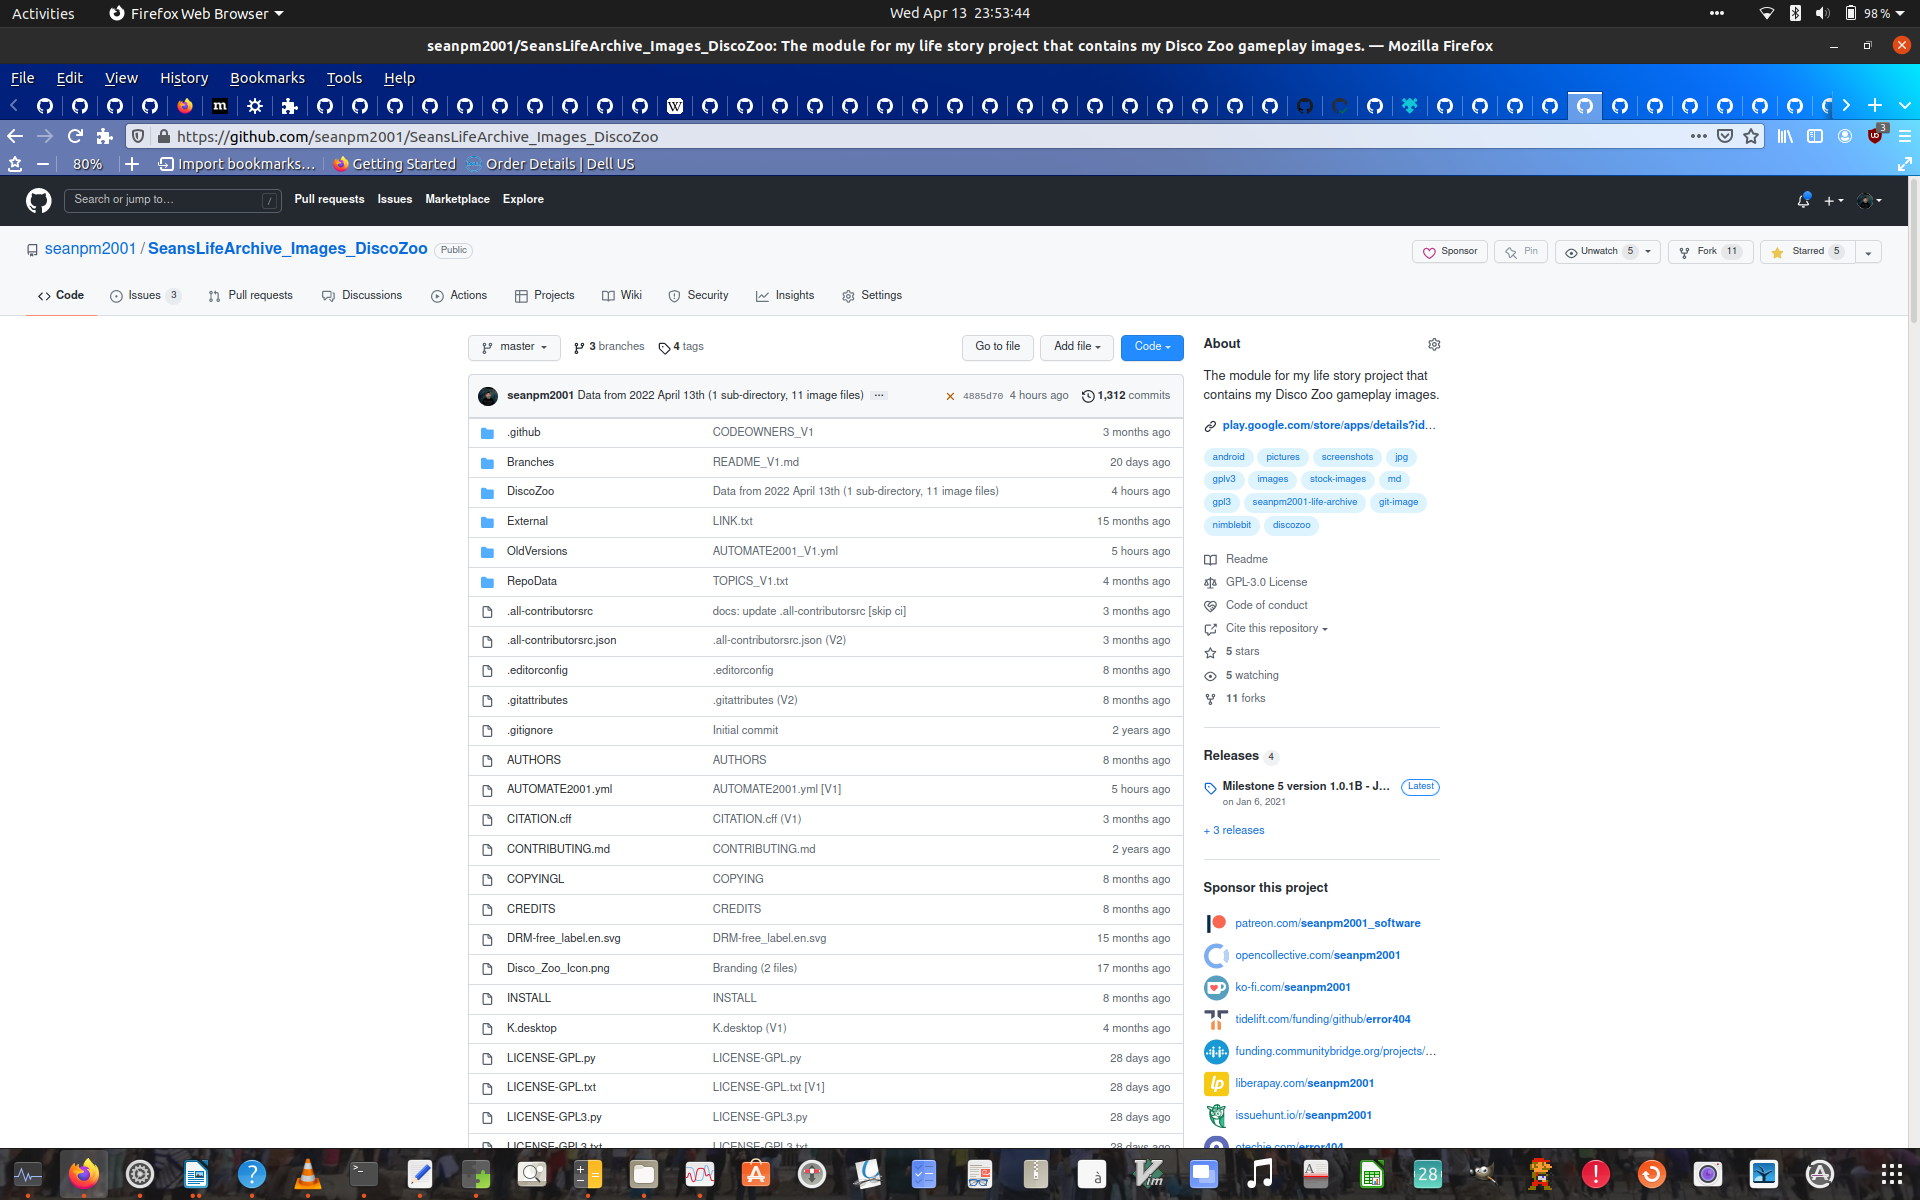 Activities
Firefox Web Browser
Wed Apr 13 23:53:44
98 %
seanpm2001/SeansLifeArchive_Images_DiscoZoo: The module for my life story project that contains my Disco Zoo gameplay images. — Mozilla Firefox
File Edit View History Bookmarks Tools Help
https://github.com/seanpm2001/SeansLifeArchive_Images_DiscoZoo
3
80%
Import bookmarks…
Getting Started
Order Details | Dell US
Search or jump to…
/
Pull requests Issues Marketplace Explore
seanpm2001 / SeansLifeArchive_Images_DiscoZoo Public
Sponsor
Pin
Unwatch 5
Fork 11
Starred 5
Code
Issues 3
Pull requests
Discussions
Actions
Projects
Wiki
Security
Insights
Settings
master
3 branches
4 tags
Go to file
Add file
Code
seanpm2001 Data from 2022 April 13th (1 sub-directory, 11 image files) ... 4885d70 4 hours ago 1,312 commits
.github CODEOWNERS_V1 3 months ago
Branches README_V1.md 20 days ago
DiscoZoo Data from 2022 April 13th (1 sub-directory, 11 image files) 4 hours ago
External LINK.txt 15 months ago
OldVersions AUTOMATE2001_V1.yml 5 hours ago
RepoData TOPICS_V1.txt 4 months ago
.all-contributorsrc docs: update .all-contributorsrc [skip ci] 3 months ago
.all-contributorsrc.json .all-contributorsrc.json (V2) 3 months ago
.editorconfig .editorconfig 8 months ago
.gitattributes .gitattributes (V2) 8 months ago
.gitignore Initial commit 2 years ago
AUTHORS AUTHORS 8 months ago
AUTOMATE2001.yml AUTOMATE2001.yml [V1] 5 hours ago
CITATION.cff CITATION.cff (V1) 3 months ago
CONTRIBUTING.md CONTRIBUTING.md 2 years ago
COPYINGL COPYING 8 months ago
CREDITS CREDITS 8 months ago
DRM-free_label.en.svg DRM-free_label.en.svg 15 months ago
Disco_Zoo_Icon.png Branding (2 files) 17 months ago
INSTALL INSTALL 8 months ago
K.desktop K.desktop (V1) 4 months ago
LICENSE-GPL.py LICENSE-GPL.py 28 days ago
LICENSE-GPL.txt LICENSE-GPL.txt [V1] 28 days ago
LICENSE-GPL3.py LICENSE-GPL3.py 28 days ago
LICENSE-GPL3.txt LICENSE-GPL3.txt 28 days ago
About
The module for my life story project that
contains my Disco Zoo gameplay images.
play.google.com/store/apps/details?id…
android pictures screenshots jpg
gplv3 images stock-images md
gpl3 seanpm2001-life-archive git-image
nimblebit discozoo
Readme
GPL-3.0 License
Code of conduct
Cite this repository
5 stars
5 watching
11 forks
Releases 4
Milestone 5 version 1.0.1B - J… Latest
on Jan 6, 2021
+ 3 releases
Sponsor this project
patreon.com/seanpm2001_software
opencollective.com/seanpm2001
ko-fi.com/seanpm2001
tidelift.com/funding/github/error404
funding.communitybridge.org/projects/…
liberapay.com/seanpm2001
issuehunt.io/r/seanpm2001
otechie.com/error404